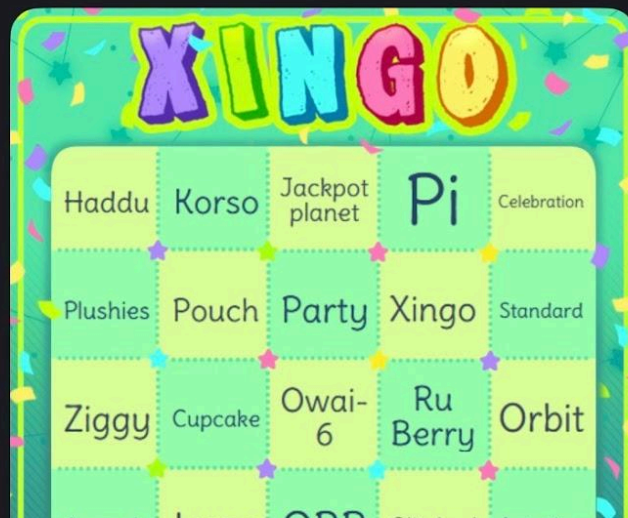 XINGO
Haddu
Korso
Jackpot
planet
Pi
Celebration
Plushies
Pouch
Party
Xingo
Standard
Ziggy
Cupcake
Owai-
6
Ru
Berry
Orbit